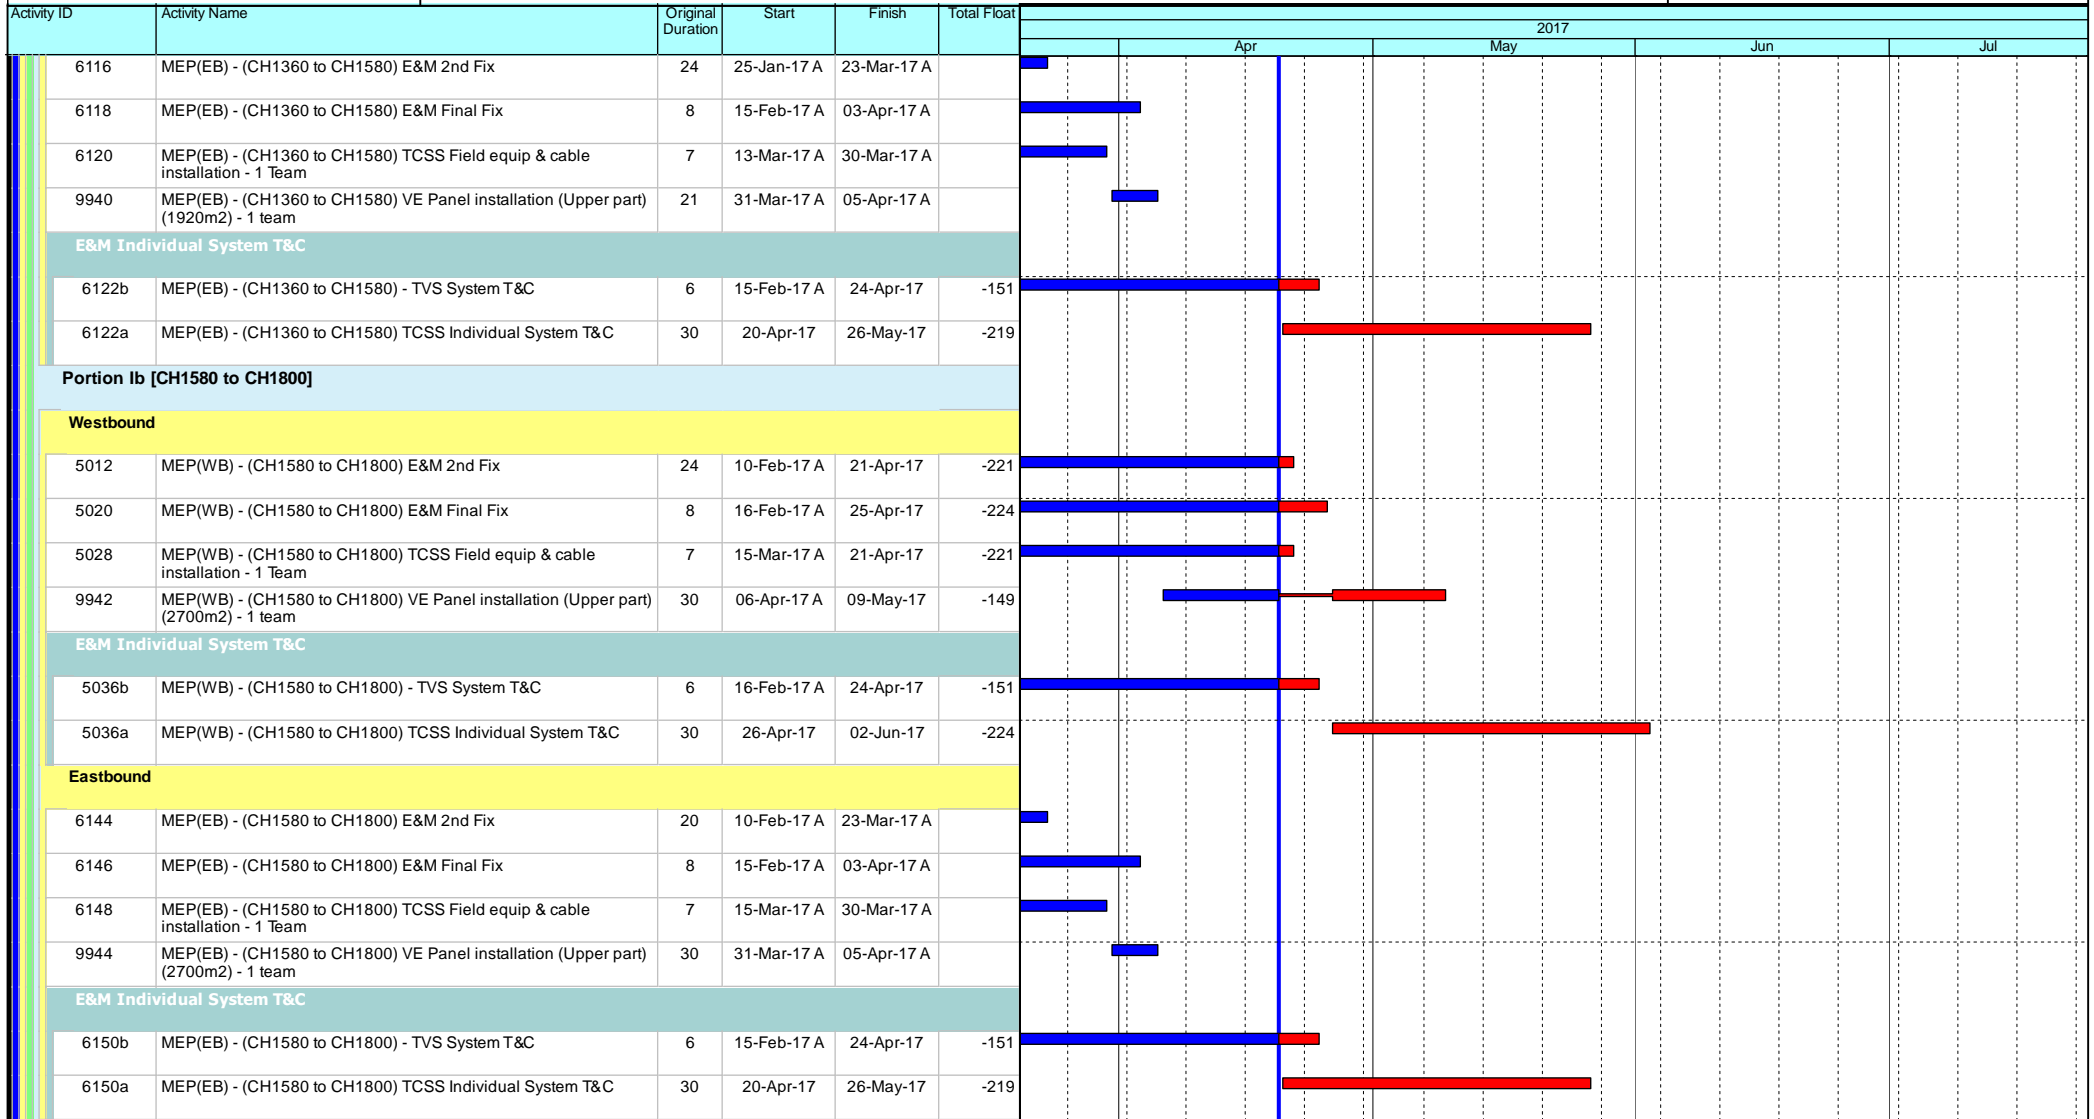 Activity ID Activity Name Original Duration Start Finish Total Float
2017
Apr May Jun Jul
6116 MEP(EB) - (CH1360 to CH1580) E&M 2nd Fix 24 25-Jan-17 A 23-Mar-17 A
6118 MEP(EB) - (CH1360 to CH1580) E&M Final Fix 8 15-Feb-17 A 03-Apr-17 A
6120 MEP(EB) - (CH1360 to CH1580) TCSS Field equip & cable 7 13-Mar-17 A 30-Mar-17 A
installation - 1 Team
9940 MEP(EB) - (CH1360 to CH1580) VE Panel installation (Upper part) 21 31-Mar-17 A 05-Apr-17 A
(1920m2) - 1 team
E&M Individual System T&C
6122b MEP(EB) - (CH1360 to CH1580) - TVS System T&C 6 15-Feb-17 A 24-Apr-17 -151
6122a MEP(EB) - (CH1360 to CH1580) TCSS Individual System T&C 30 20-Apr-17 26-May-17 -219
Portion Ib [CH1580 to CH1800]
Westbound
5012 MEP(WB) - (CH1580 to CH1800) E&M 2nd Fix 24 10-Feb-17 A 21-Apr-17 -221
5020 MEP(WB) - (CH1580 to CH1800) E&M Final Fix 8 16-Feb-17 A 25-Apr-17 -224
5028 MEP(WB) - (CH1580 to CH1800) TCSS Field equip & cable 7 15-Mar-17 A 21-Apr-17 -221
installation - 1 Team
9942 MEP(WB) - (CH1580 to CH1800) VE Panel installation (Upper part) 30 06-Apr-17 A 09-May-17 -149
(2700m2) - 1 team
E&M Individual System T&C
5036b MEP(WB) - (CH1580 to CH1800) - TVS System T&C 6 16-Feb-17 A 24-Apr-17 -151
5036a MEP(WB) - (CH1580 to CH1800) TCSS Individual System T&C 30 26-Apr-17 02-Jun-17 -224
Eastbound
6144 MEP(EB) - (CH1580 to CH1800) E&M 2nd Fix 20 10-Feb-17 A 23-Mar-17 A
6146 MEP(EB) - (CH1580 to CH1800) E&M Final Fix 8 15-Feb-17 A 03-Apr-17 A
6148 MEP(EB) - (CH1580 to CH1800) TCSS Field equip & cable 7 15-Mar-17 A 30-Mar-17 A
installation - 1 Team
9944 MEP(EB) - (CH1580 to CH1800) VE Panel installation (Upper part) 30 31-Mar-17 A 05-Apr-17 A
(2700m2) - 1 team
E&M Individual System T&C
6150b MEP(EB) - (CH1580 to CH1800) - TVS System T&C 6 15-Feb-17 A 24-Apr-17 -151
6150a MEP(EB) - (CH1580 to CH1800) TCSS Individual System T&C 30 20-Apr-17 26-May-17 -219